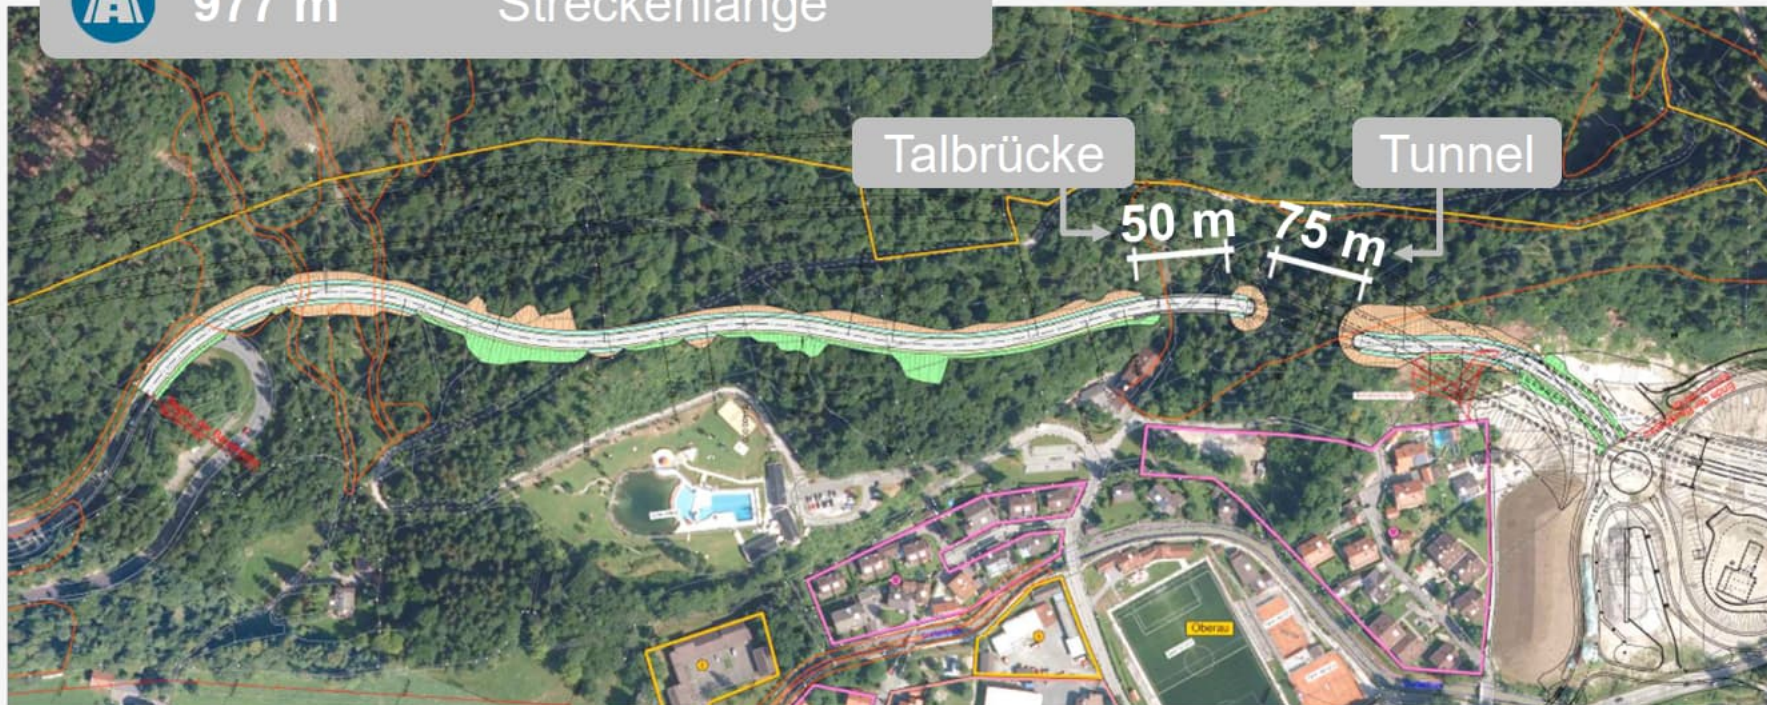 977 m Streckenlänge
Talbrücke
Tunnel
50 m
75 m
Oberau